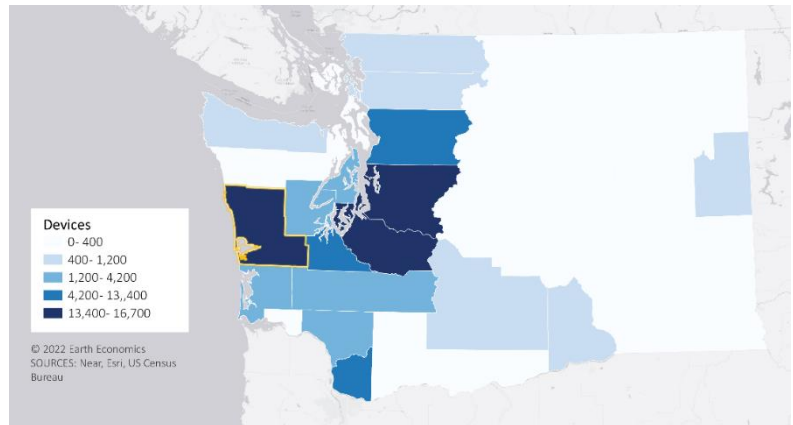 Devices
0- 400
400- 1,200
1,200- 4,200
4,200- 13,,400
13,400- 16,700
© 2022 Earth Economics
SOURCES: Near, Esri, US Census
Bureau